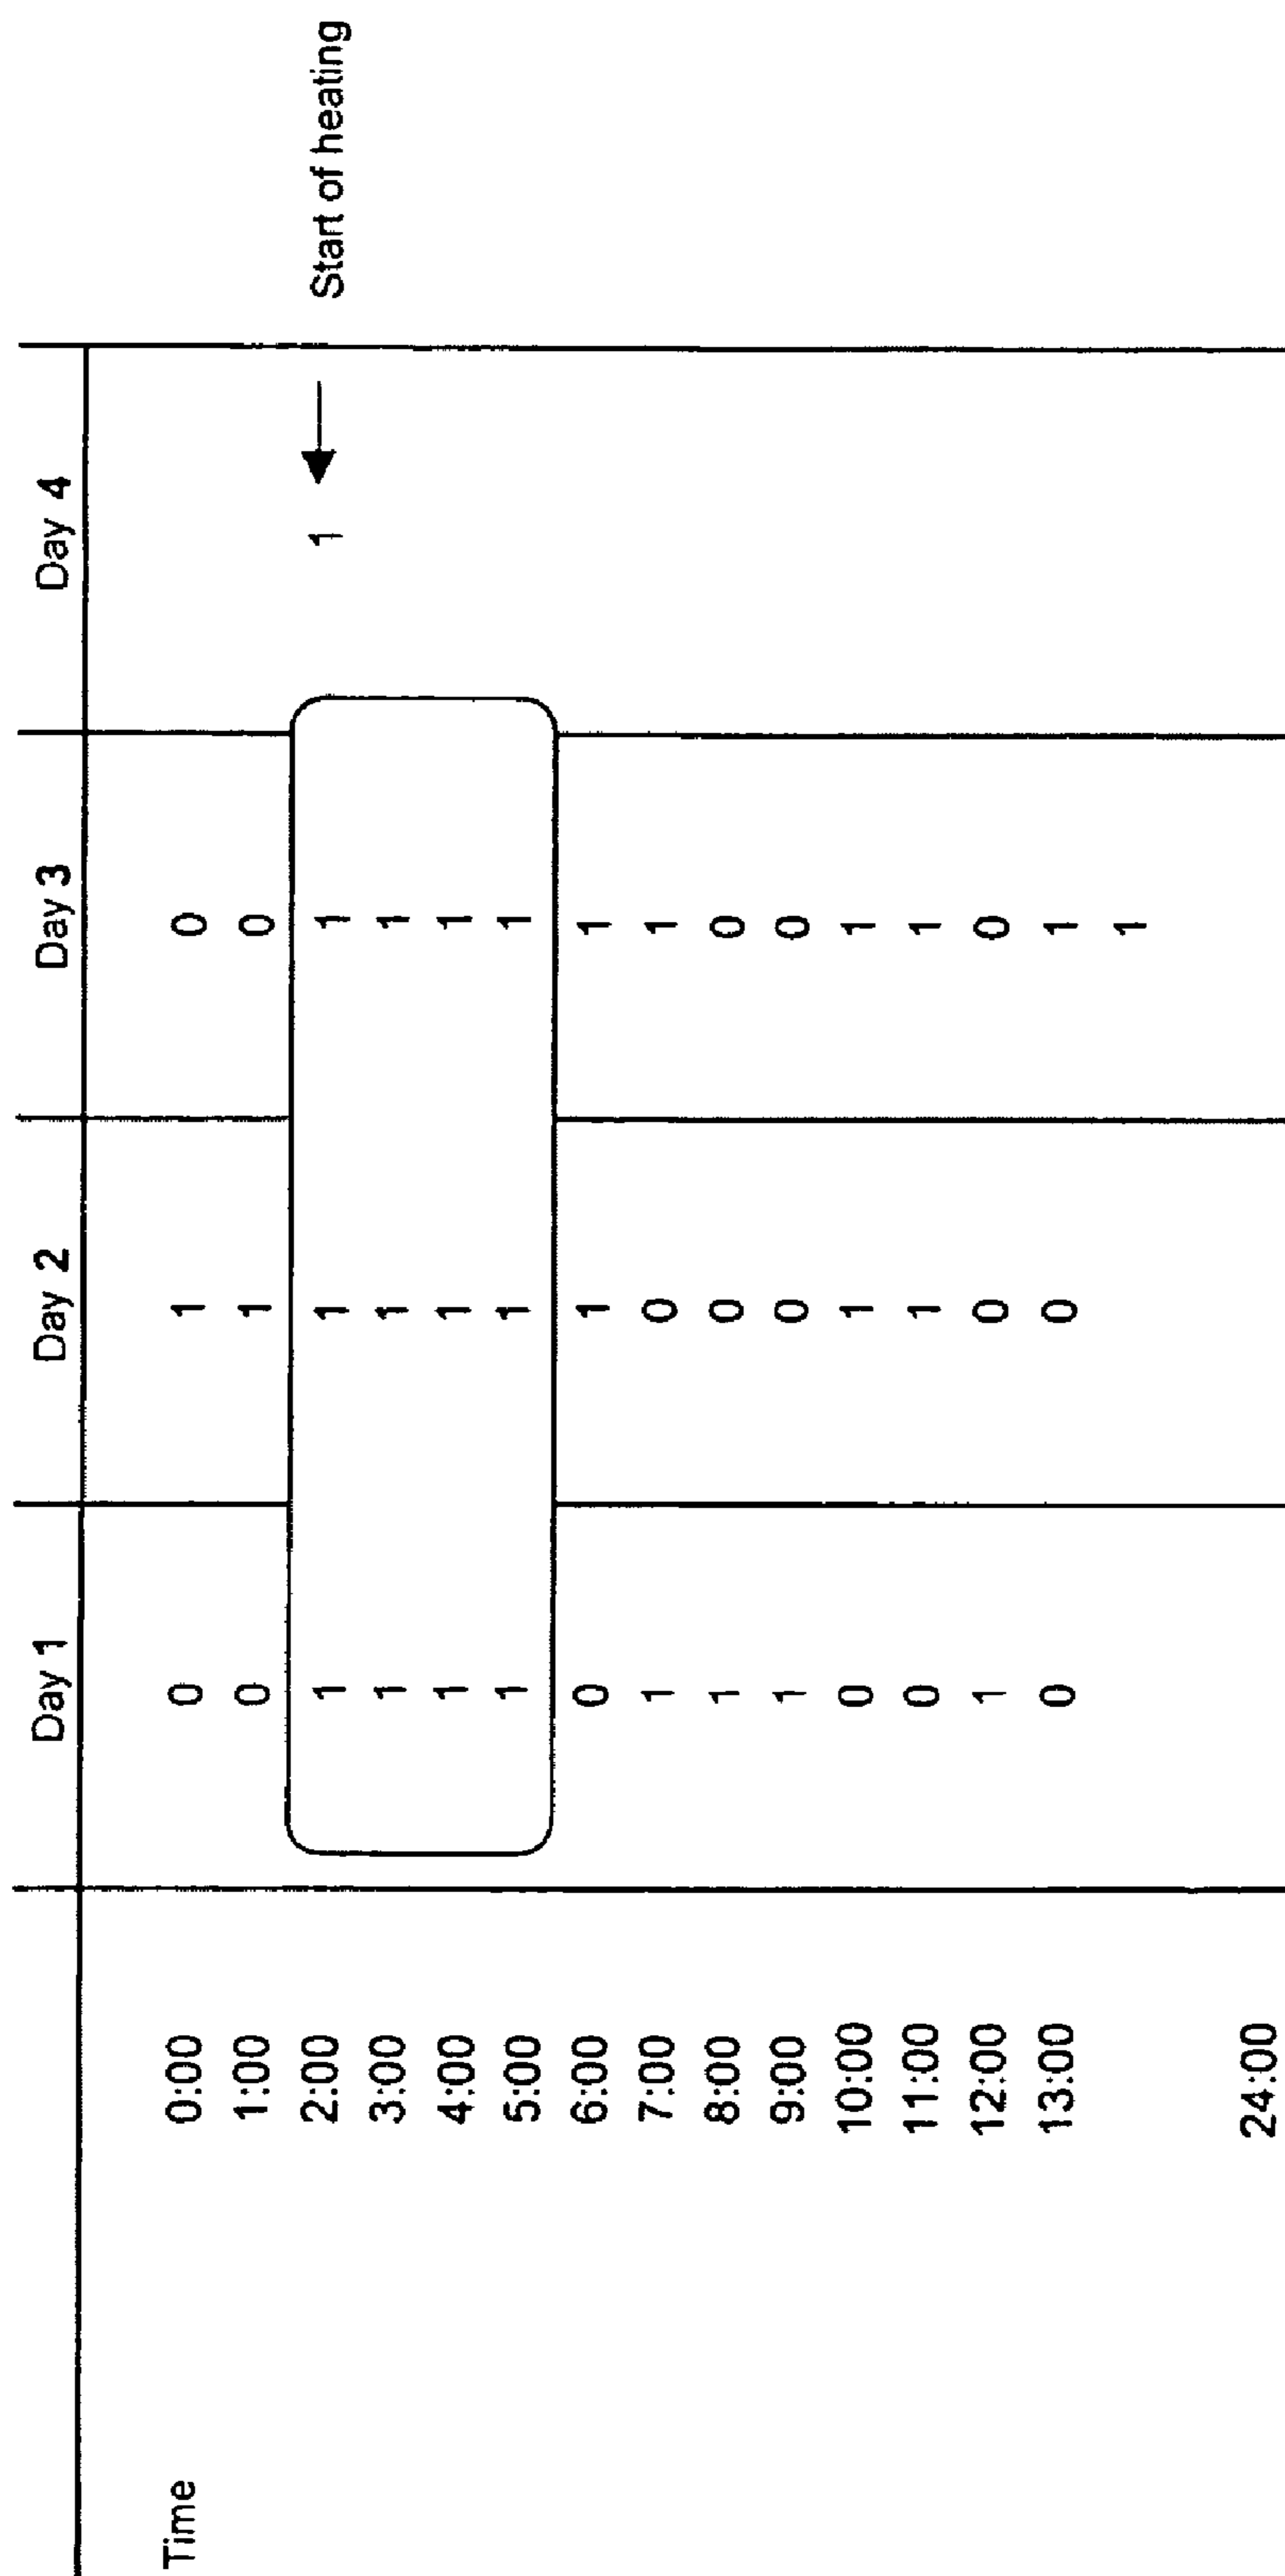 Day 1 Day 2 Day 3 Day 4
Time 0:00 0 1 0
1:00 0 1 0
2:00 1 1 1 1 Start of heating
3:00 1 1 1
4:00 1 1 1
5:00 1 1 1
6:00 0 1 1
7:00 1 0 1
8:00 1 0 0
9:00 1 0 0
10:00 0 1 1
11:00 0 1 1
12:00 1 0 0
13:00 0 0 1
1
24:00